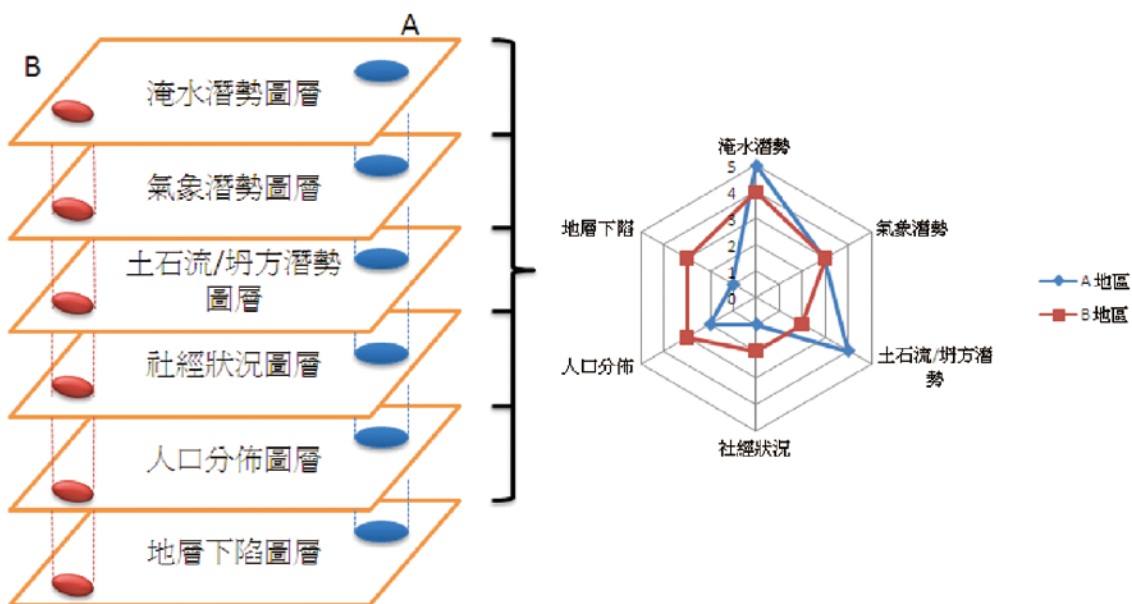 A
B
淹水潛勢圖層
氣象潛勢圖層
土石流/坍方潛勢
圖層
社經狀況圖層
人口分佈圖層
地層下陷圖層
淹水潛勢
5
4
3
2
1
0
氣象潛勢
土石流/坍方潛
勢
社經狀況
人口分佈
地層下陷
A 地區
B 地區